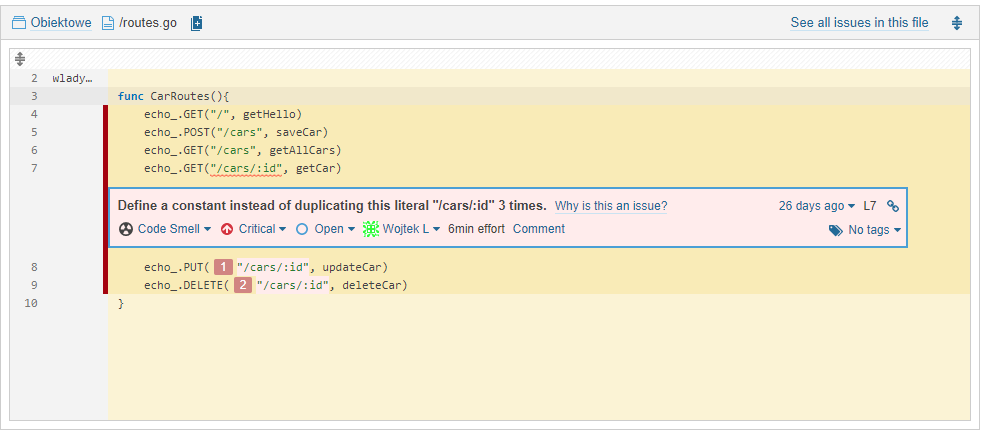 Obiektowe /routes.go See all issues in this file
2 wlady…
3 func CarRoutes(){
4 echo_.GET("/", getHello)
5 echo_.POST("/cars", saveCar)
6 echo_.GET("/cars", getAllCars)
7 echo_.GET("/cars/:id", getCar)
Define a constant instead of duplicating this literal "/cars/:id" 3 times. Why is this an issue? 26 days ago L7
Code Smell Critical Open Wojtek L 6min effort Comment No tags
8 echo_.PUT( 1 "/cars/:id", updateCar)
9 echo_.DELETE( 2 "/cars/:id", deleteCar)
10 }